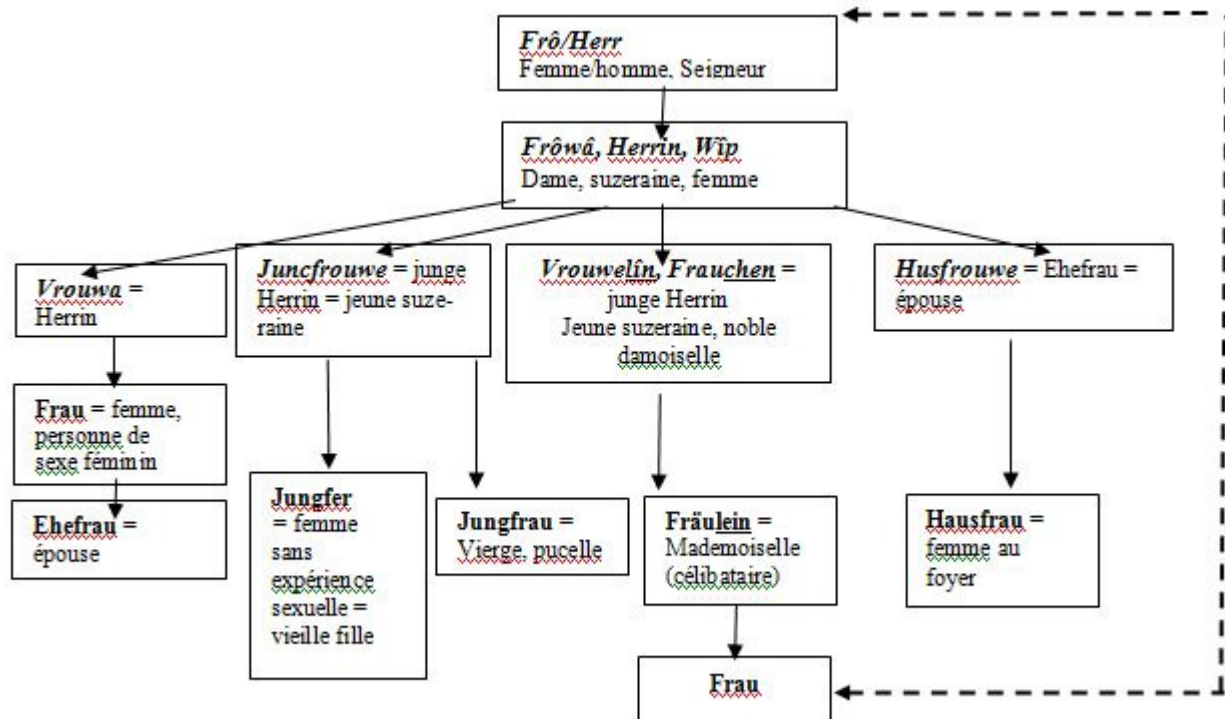 Frô/Herr
Femme/homme, Seigneur
Frôwâ, Herrin, Wîp
Dame, suzeraine, femme
Vrouwa =
Herrin
Juncfrouwe = junge
Herrin = jeune suze-
raine
Vrouwelîn, Frauchen =
junge Herrin
Jeune suzeraine, noble
damoiselle
Husfrouwe = Ehefrau =
épouse
Frau = femme,
personne de
sexe féminin
Ehefrau =
épouse
Jungfer
= femme
sans
expérience
sexuelle =
vieille fille
Jungfrau =
Vierge, pucelle
Fräulein =
Mademoiselle
(célibataire)
Hausfrau =
femme au
foyer
Frau